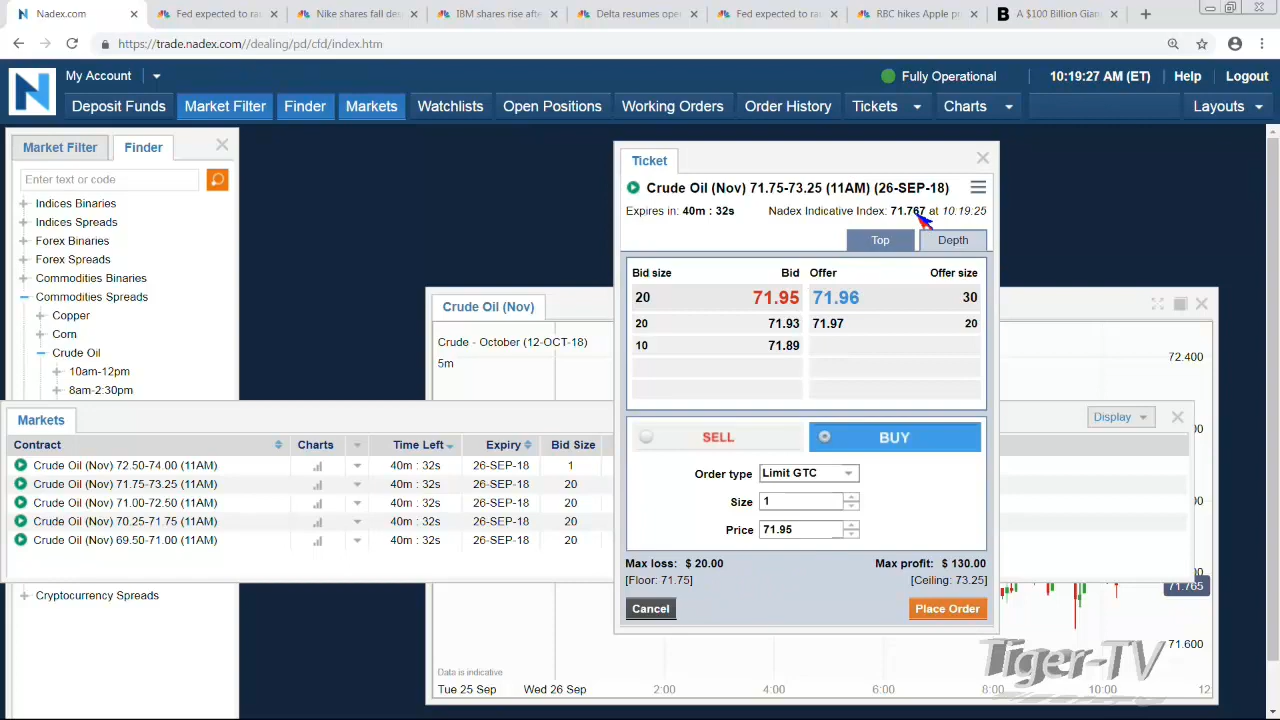 Nadex.com
Fed expected to rau
Nike shares fall des
IBM shares rise afte
Delta resumes oper
Fed expected to rau
RBC hikes Apple pr
B A $100 Billion Gian
https://trade.nadex.com//dealing/pd/cfd/index.htm
My Account
Fully Operational
10:19:27 AM (ET)
Help
Logout
Deposit Funds
Market Filter
Finder
Markets
Watchlists
Open Positions
Working Orders
Order History
Tickets
Charts
Layouts
Market Filter
Finder
Enter text or code
Indices Binaries
Indices Spreads
Forex Binaries
Forex Spreads
Commodities Binaries
Commodities Spreads
Copper
Corn
Crude Oil
10am-12pm
8am-2:30pm
Cryptocurrency Spreads
Ticket
Crude Oil (Nov) 71.75-73.25 (11AM) (26-SEP-18)
Expires in: 40m : 32s
Nadex Indicative Index: 71.767 at 10:19:25
Top
Depth
Bid size Bid Offer Offer size
20 71.95 71.96 30
20 71.93 71.97 20
10 71.89
SELL
BUY
Order type Limit GTC
Size 1
Price 71.95
Max loss: $ 20.00 Max profit: $ 130.00
[Floor: 71.75] [Ceiling: 73.25]
Cancel
Place Order
Crude Oil (Nov)
Crude - October (12-OCT-18)
5m
72.400
71.765
71.600
Data is indicative
Tue 25 Sep Wed 26 Sep 2:00 4:00 6:00 8:00 10:00 12
Markets
Display
Contract Charts Time Left Expiry Bid Size
Crude Oil (Nov) 72.50-74.00 (11AM) 40m : 32s 26-SEP-18 1
Crude Oil (Nov) 71.75-73.25 (11AM) 40m : 32s 26-SEP-18 20
Crude Oil (Nov) 71.00-72.50 (11AM) 40m : 32s 26-SEP-18 20
Crude Oil (Nov) 70.25-71.75 (11AM) 40m : 32s 26-SEP-18 20
Crude Oil (Nov) 69.50-71.00 (11AM) 40m : 32s 26-SEP-18 20
Tiger-TV